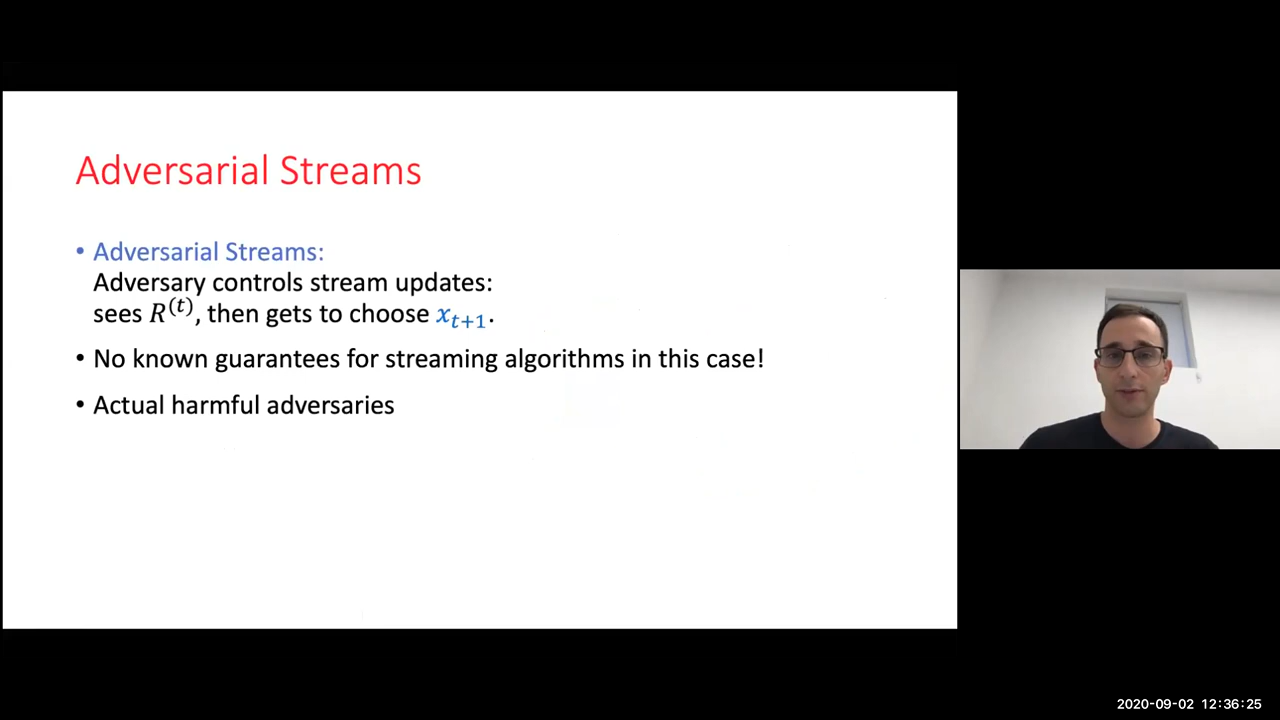 Adversarial Streams
• Adversarial Streams:
Adversary controls stream updates:
sees R^(t), then gets to choose x_{t+1}.
• No known guarantees for streaming algorithms in this case!
• Actual harmful adversaries
2020-09-02 12:36:25